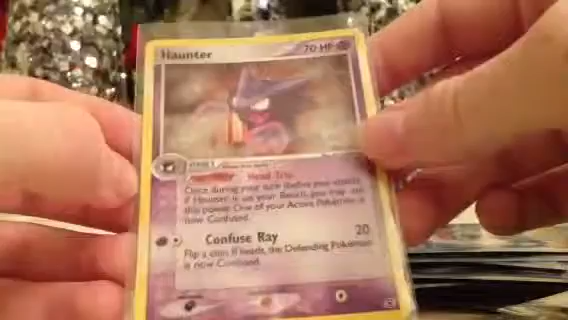 Haunter 70 HP
Head Trip
Once during your turn (before your attack),
if Haunter is on your Bench, you may use
this power. One of your Active Pokémon is
now Confused.
Confuse Ray 20
Flip a coin. If heads, the Defending Pokémon
is now Confused.